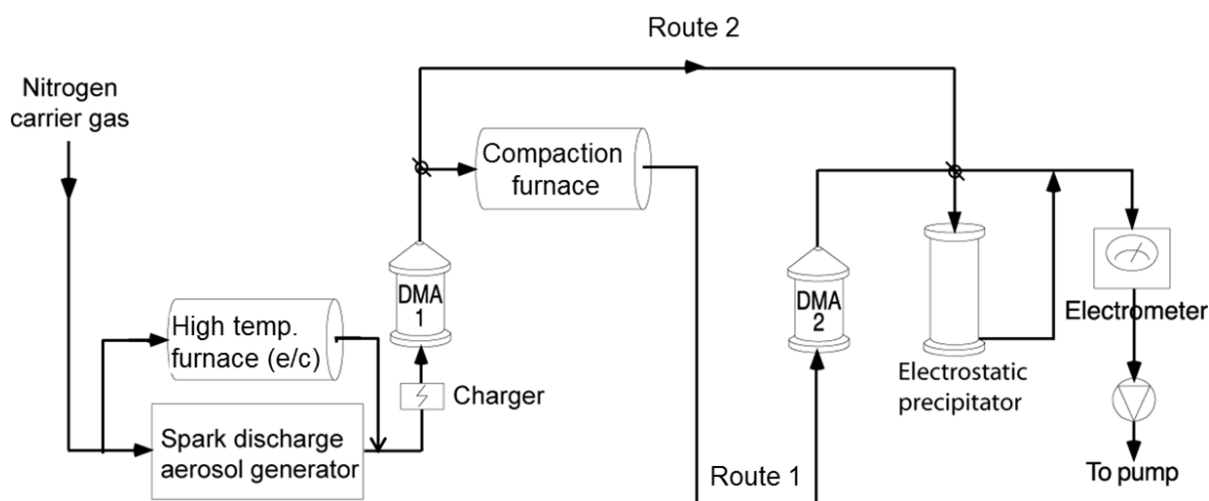 Route 2
Nitrogen
carrier gas
Compaction
furnace
DMA
1
High temp.
furnace (e/c)
Charger
Spark discharge
aerosol generator
Route 1
DMA
2
Electrostatic
precipitator
Electrometer
To pump